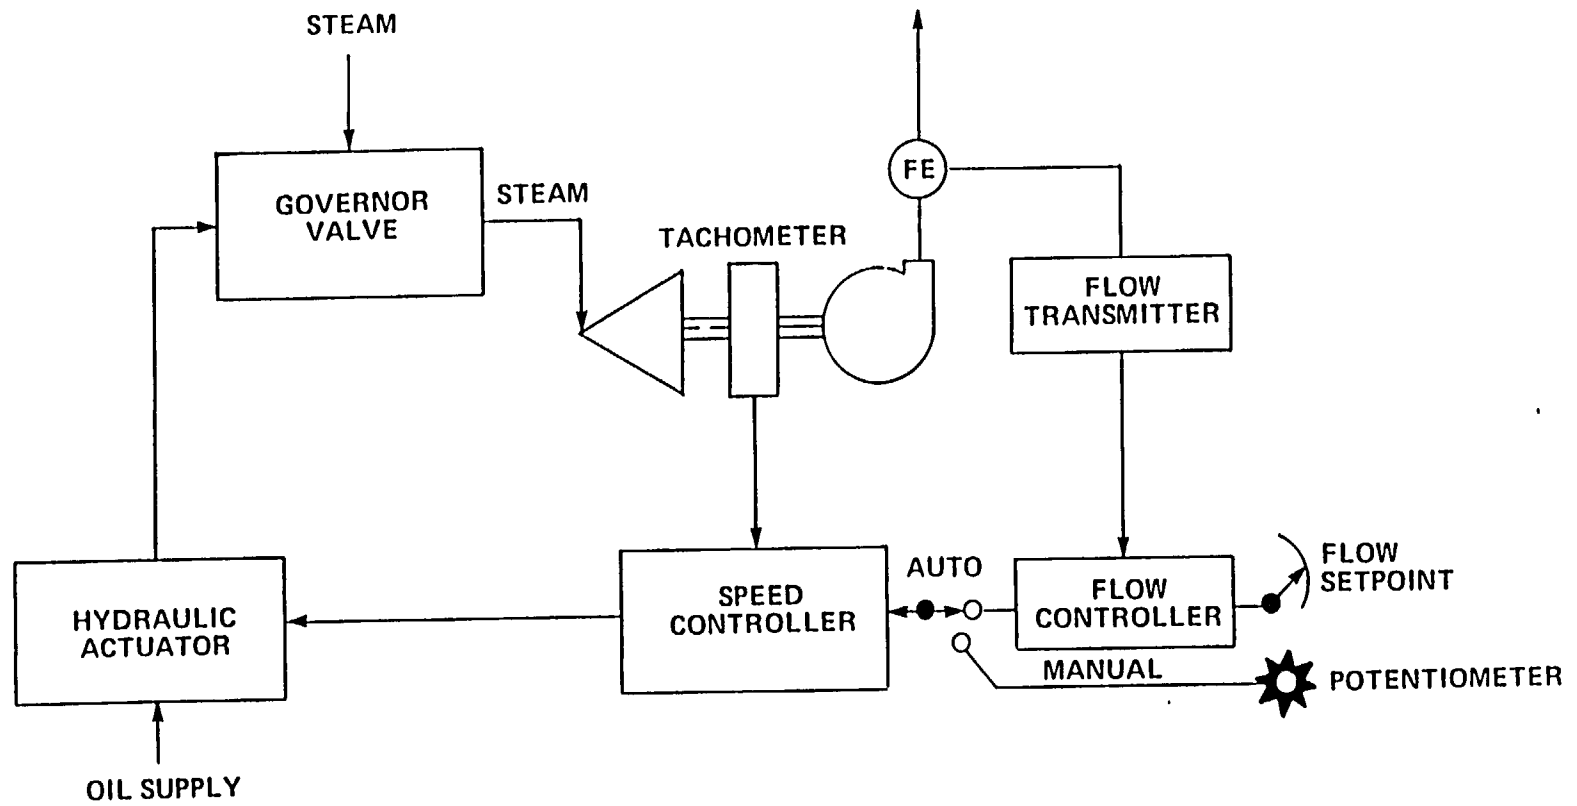 STEAM
GOVERNOR
VALVE
STEAM
FE
TACHOMETER
FLOW
TRANSMITTER
HYDRAULIC
ACTUATOR
OIL SUPPLY
SPEED
CONTROLLER
AUTO
FLOW
CONTROLLER
FLOW
SETPOINT
MANUAL
POTENTIOMETER